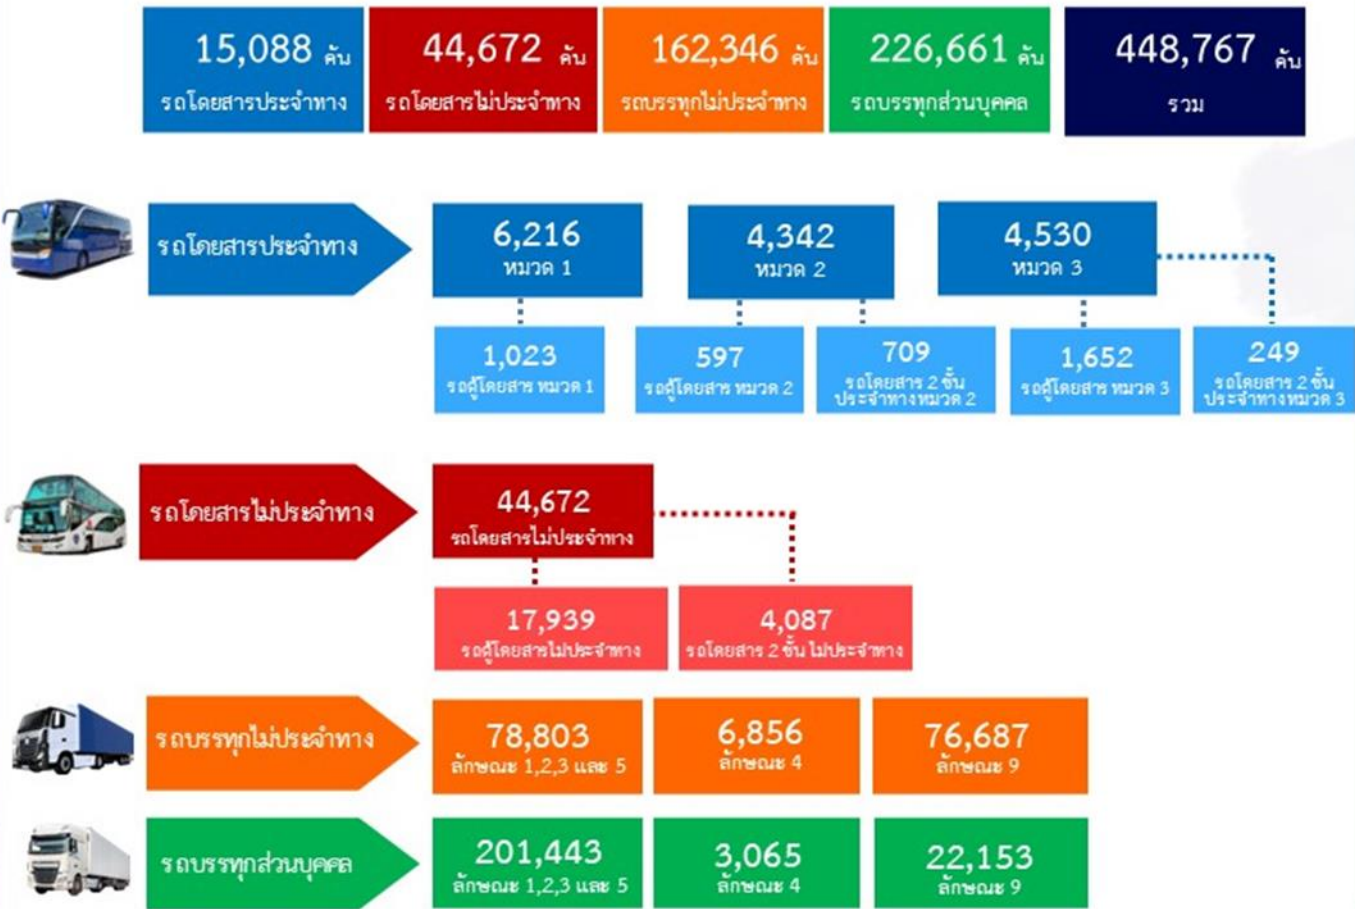 15,088 คัน
รถโดยสารประจำทาง
44,672 คัน
รถโดยสารไม่ประจำทาง
162,346 คัน
รถบรรทุกไม่ประจำทาง
226,661 คัน
รถบรรทุกส่วนบุคคล
448,767 คัน
รวม
รถโดยสารประจำทาง
6,216
หมวด 1
4,342
หมวด 2
4,530
หมวด 3
1,023
รถตู้โดยสาร หมวด 1
597
รถตู้โดยสาร หมวด 2
709
รถโดยสาร 2 ชั้น
ประจำทางหมวด 2
1,652
รถตู้โดยสาร หมวด 3
249
รถโดยสาร 2 ชั้น
ประจำทางหมวด 3
รถโดยสารไม่ประจำทาง
44,672
รถโดยสารไม่ประจำทาง
17,939
รถตู้โดยสารไม่ประจำทาง
4,087
รถโดยสาร 2 ชั้น ไม่ประจำทาง
รถบรรทุกไม่ประจำทาง
78,803
ลักษณะ 1,2,3 และ 5
6,856
ลักษณะ 4
76,687
ลักษณะ 9
รถบรรทุกส่วนบุคคล
201,443
ลักษณะ 1,2,3 และ 5
3,065
ลักษณะ 4
22,153
ลักษณะ 9